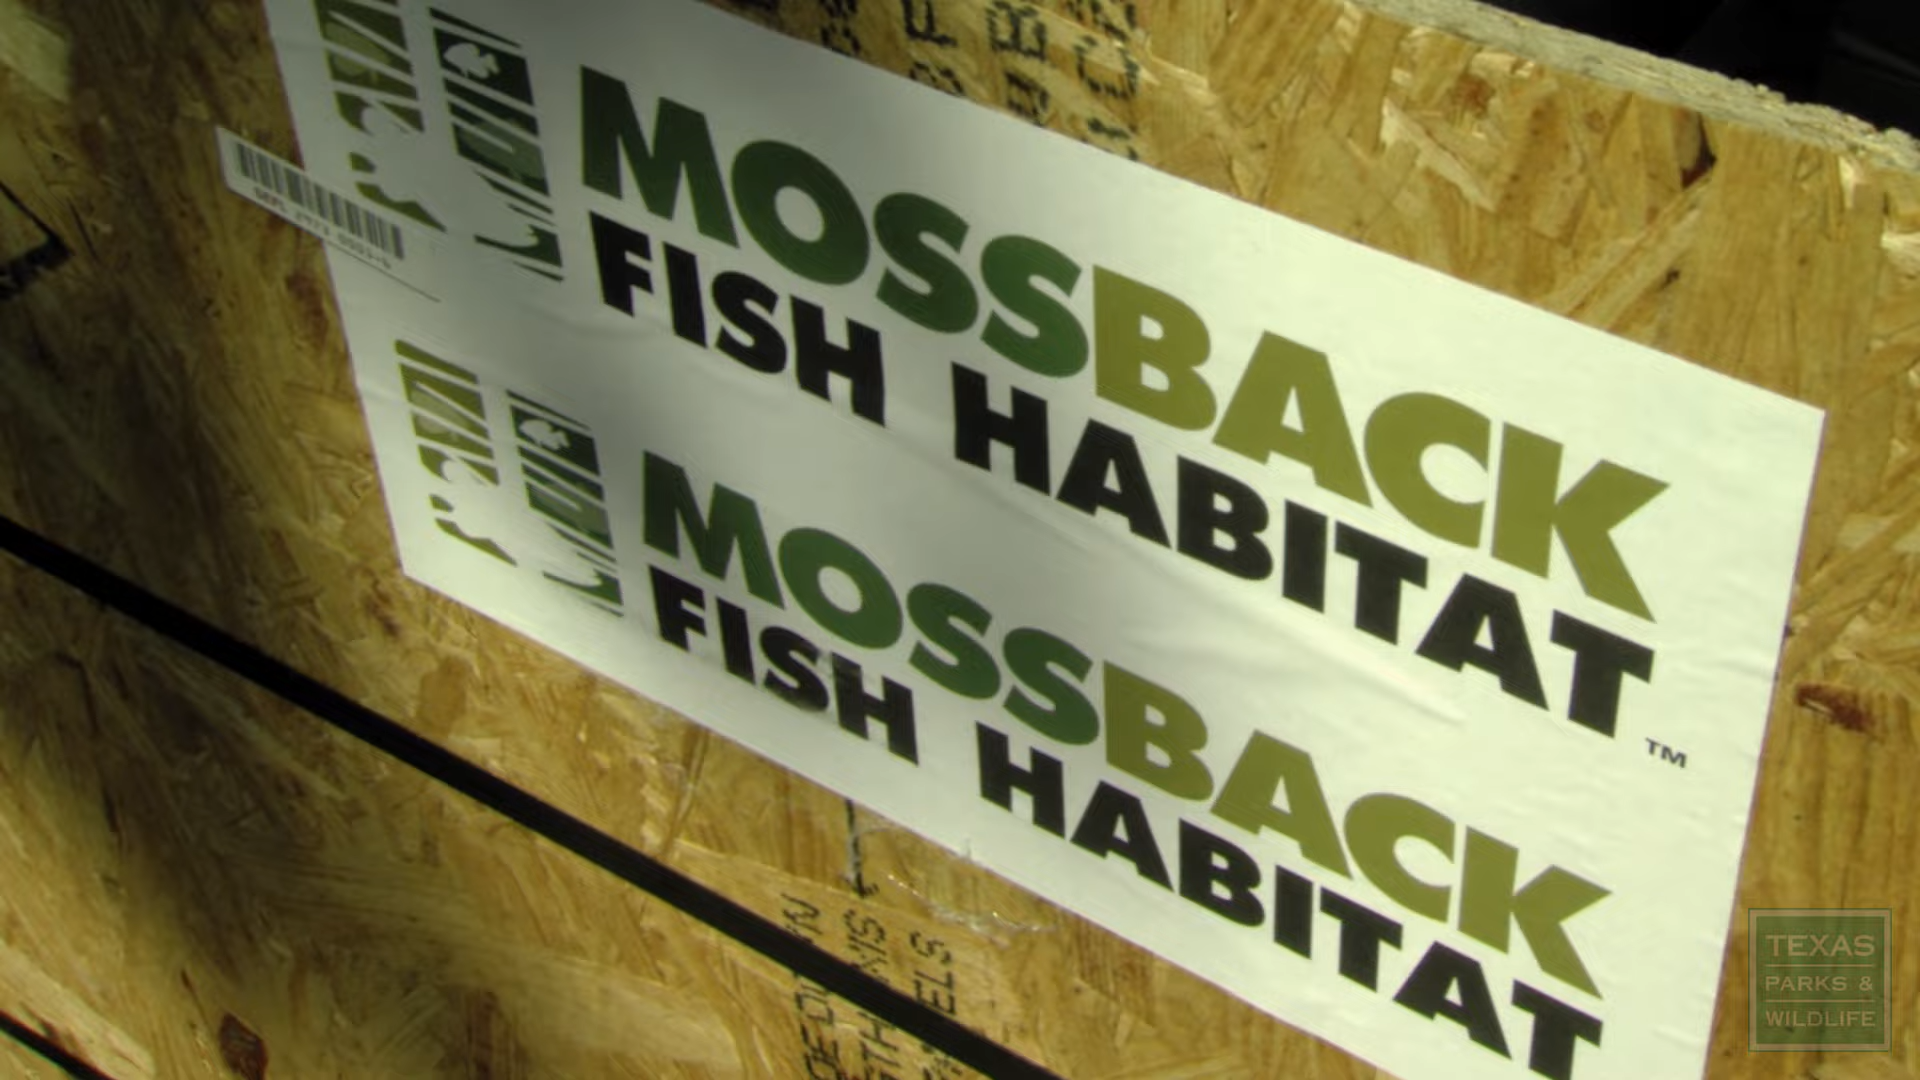 MOSSBACK
FISH HABITAT
TM
MOSSBACK
FISH HABITAT
TEXAS
PARKS &
WILDLIFE